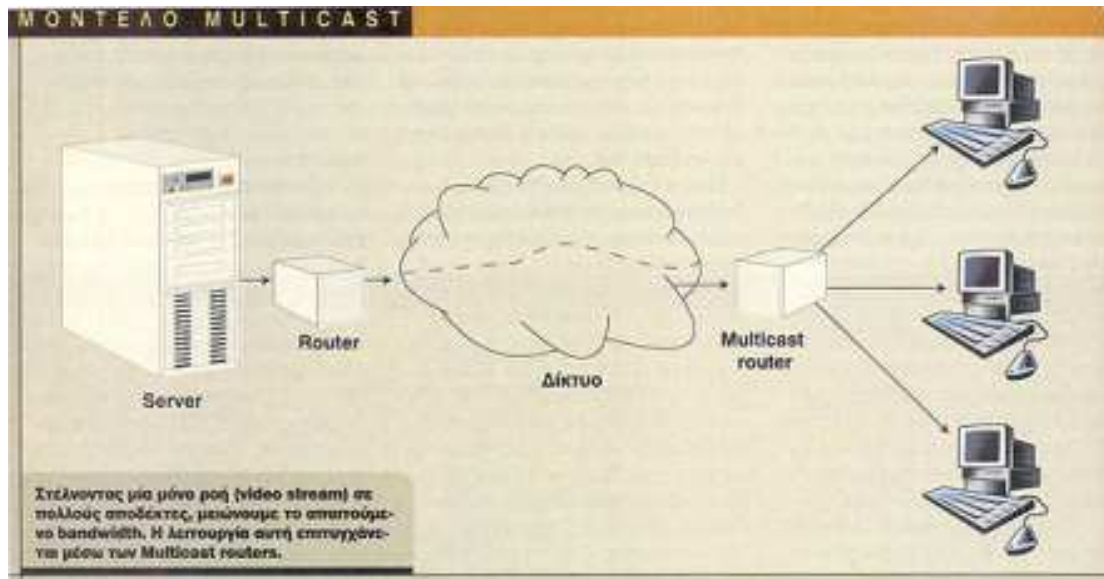 ΜΟΝΤΕΛΟ MULTICAST
Server
Router
Δίκτυο
Multicast
router
Στέλνοντας μία μόνο ροή (video stream) σε
πολλούς αποδέκτες, μειώνουμε το απαιτούμε-
νο bandwidth. Η λειτουργία αυτή επιτυγχάνε-
ται μέσω των Multicast routers.